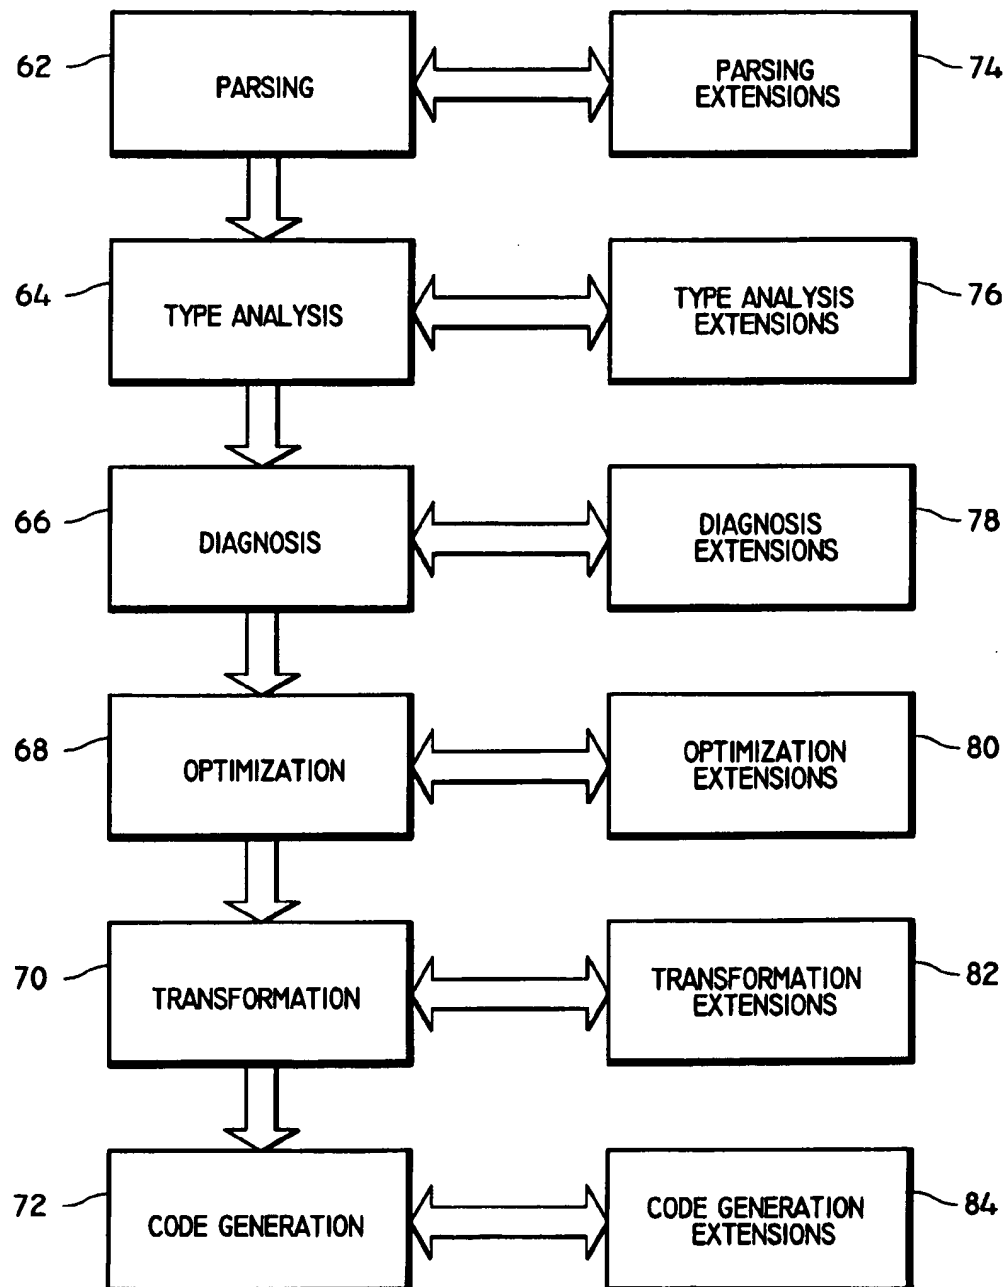 62
PARSING
PARSING
EXTENSIONS
74
64
TYPE ANALYSIS
TYPE ANALYSIS
EXTENSIONS
76
66
DIAGNOSIS
DIAGNOSIS
EXTENSIONS
78
68
OPTIMIZATION
OPTIMIZATION
EXTENSIONS
80
70
TRANSFORMATION
TRANSFORMATION
EXTENSIONS
82
72
CODE GENERATION
CODE GENERATION
EXTENSIONS
84